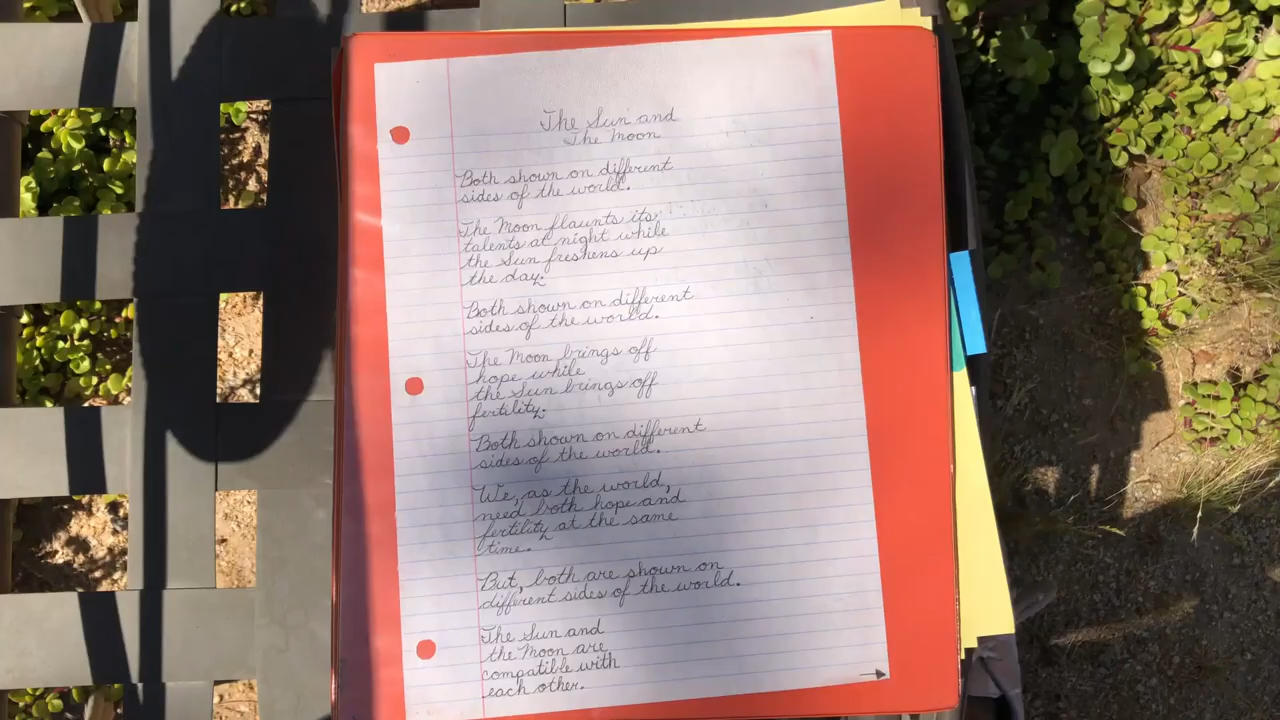 The Sun and
The Moon
Both shown on different
sides of the world.
The Moon flaunts its
talents at night while
the Sun freshens up
the day.
Both shown on different
sides of the world.
The Moon brings off
hope while
the Sun brings off
fertility.
Both shown on different
sides of the world.
We, as the world,
need both hope and
fertility at the same
time.
But, both are shown on
different sides of the world.
The Sun and
the Moon are
compatible with
each other.